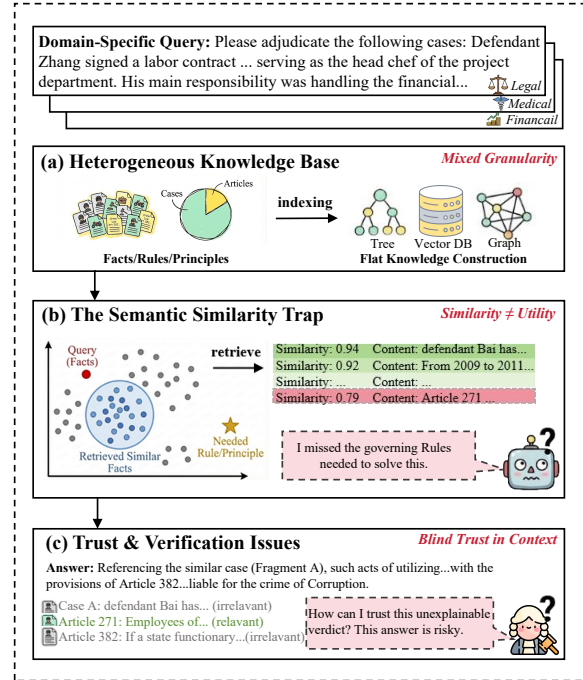 Domain-Specific Query: Please adjudicate the following cases: Defendant
Zhang signed a labor contract ... serving as the head chef of the project
department. His main responsibility was handling the financial...
Legal
Medical
Financail
(a) Heterogeneous Knowledge Base
Mixed Granularity
Cases
Articles
indexing
Tree
Vector DB
Graph
Facts/Rules/Principles
Flat Knowledge Construction
(b) The Semantic Similarity Trap
Similarity ≠ Utility
Query
(Facts)
retrieve
Similarity: 0.94 Content: defendant Bai has...
Similarity: 0.92 Content: From 2009 to 2011...
Similarity: ... Content: ...
Similarity: 0.79 Content: Article 271 ...
Retrieved Similar
Facts
Needed
Rule/Principle
I missed the governing Rules
needed to solve this.
?
(c) Trust & Verification Issues
Blind Trust in Context
Answer: Referencing the similar case (Fragment A), such acts of utilizing...with the
provisions of Article 382...liable for the crime of Corruption.
Case A: defendant Bai has... (irrelavant)
Article 271: Employees of... (relavant)
Article 382: If a state functionary...(irrelavant)
How can I trust this unexplainable
verdict? This answer is risky.
?